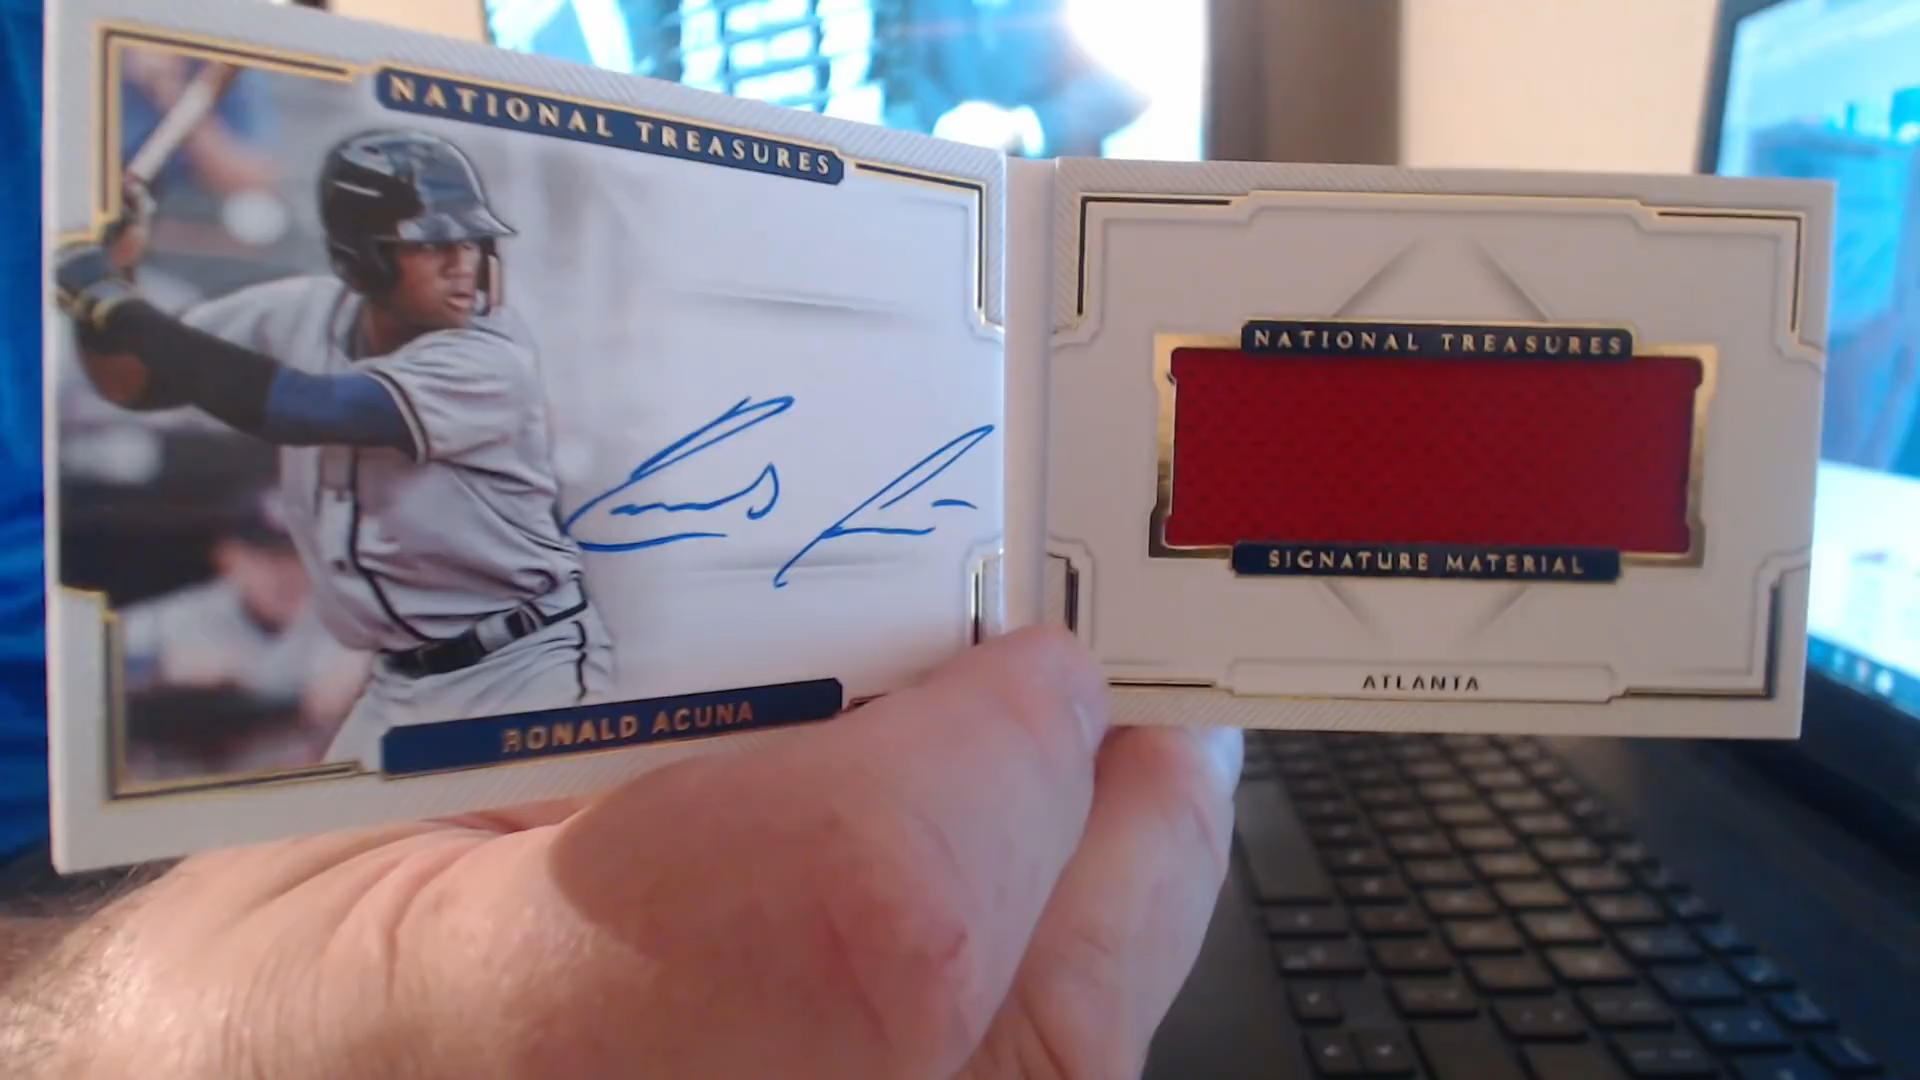 NATIONAL TREASURES
RONALD ACUNA
NATIONAL TREASURES
SIGNATURE MATERIAL
ATLANTA